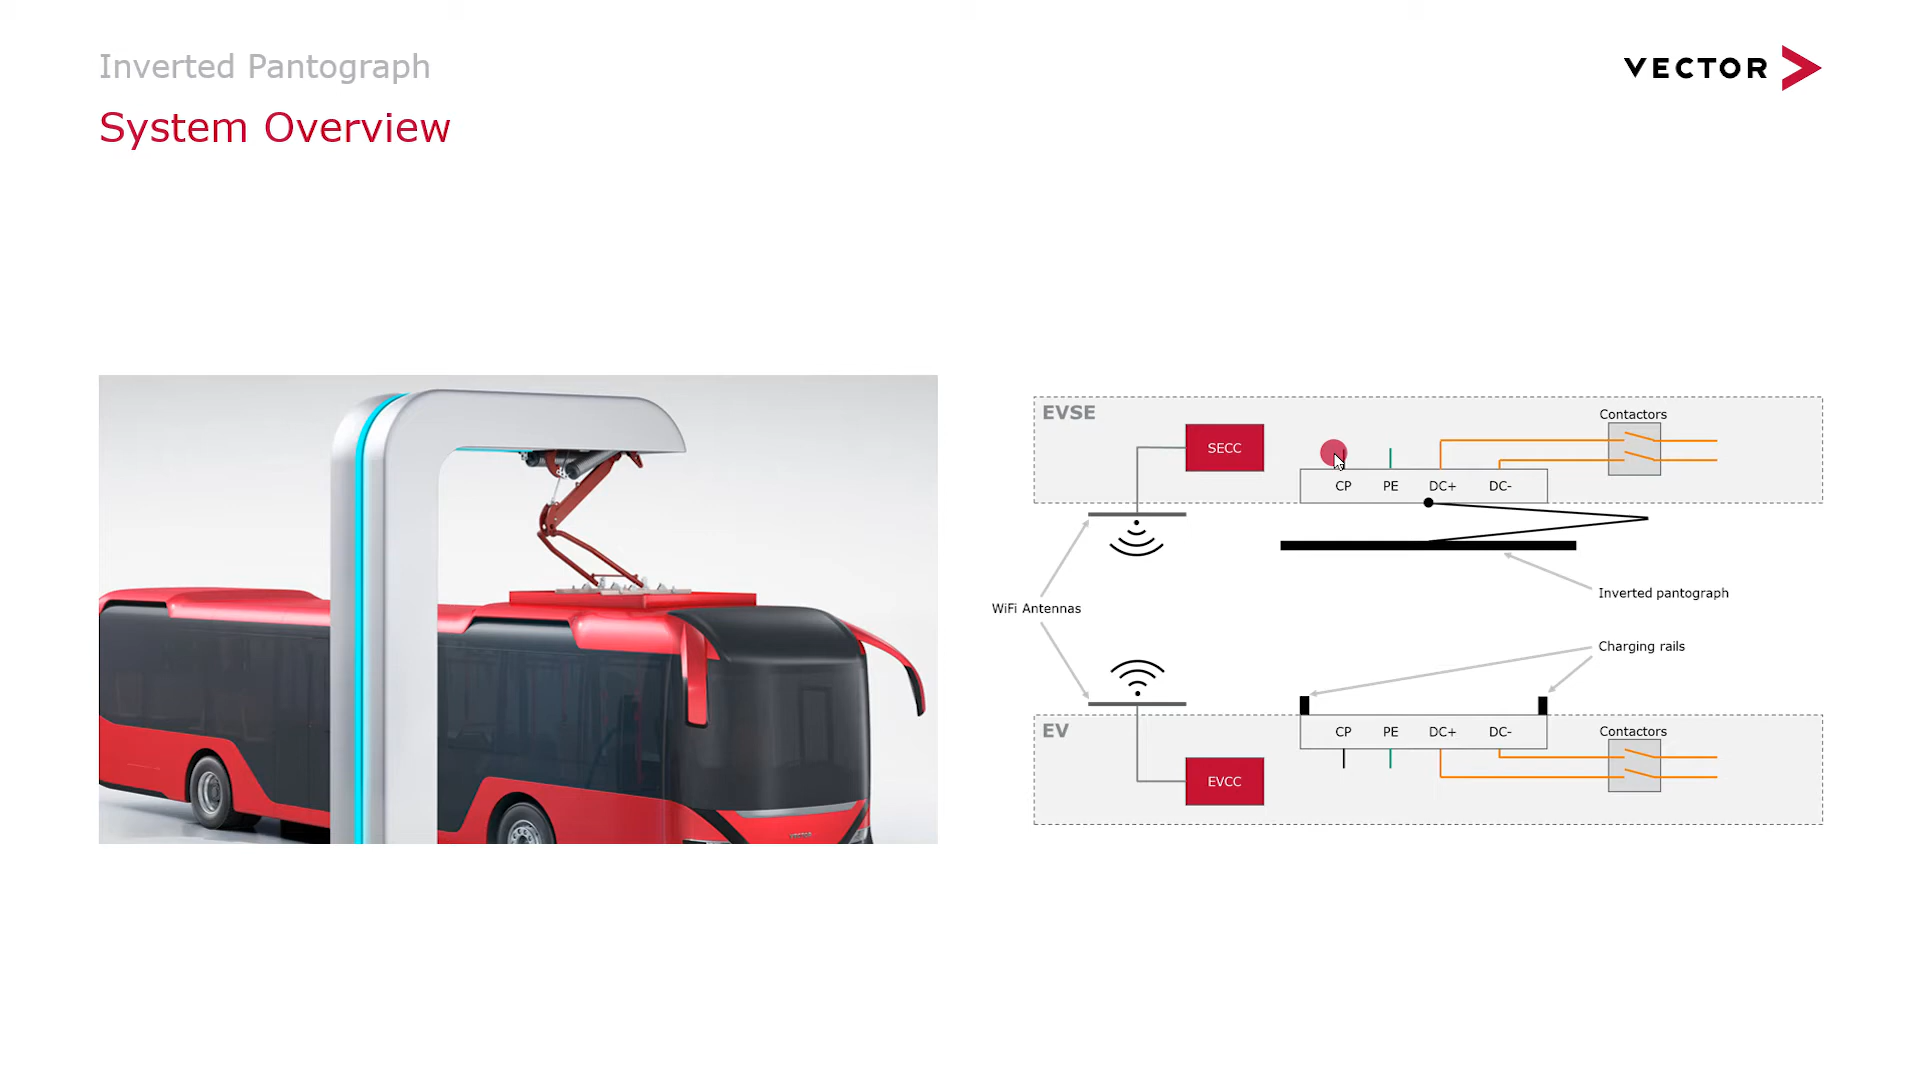 Inverted Pantograph
System Overview
VECTOR
EVSE
SECC
CP PE DC+ DC-
Contactors
WiFi Antennas
Inverted pantograph
Charging rails
EV
EVCC
CP PE DC+ DC-
Contactors
VECTOR